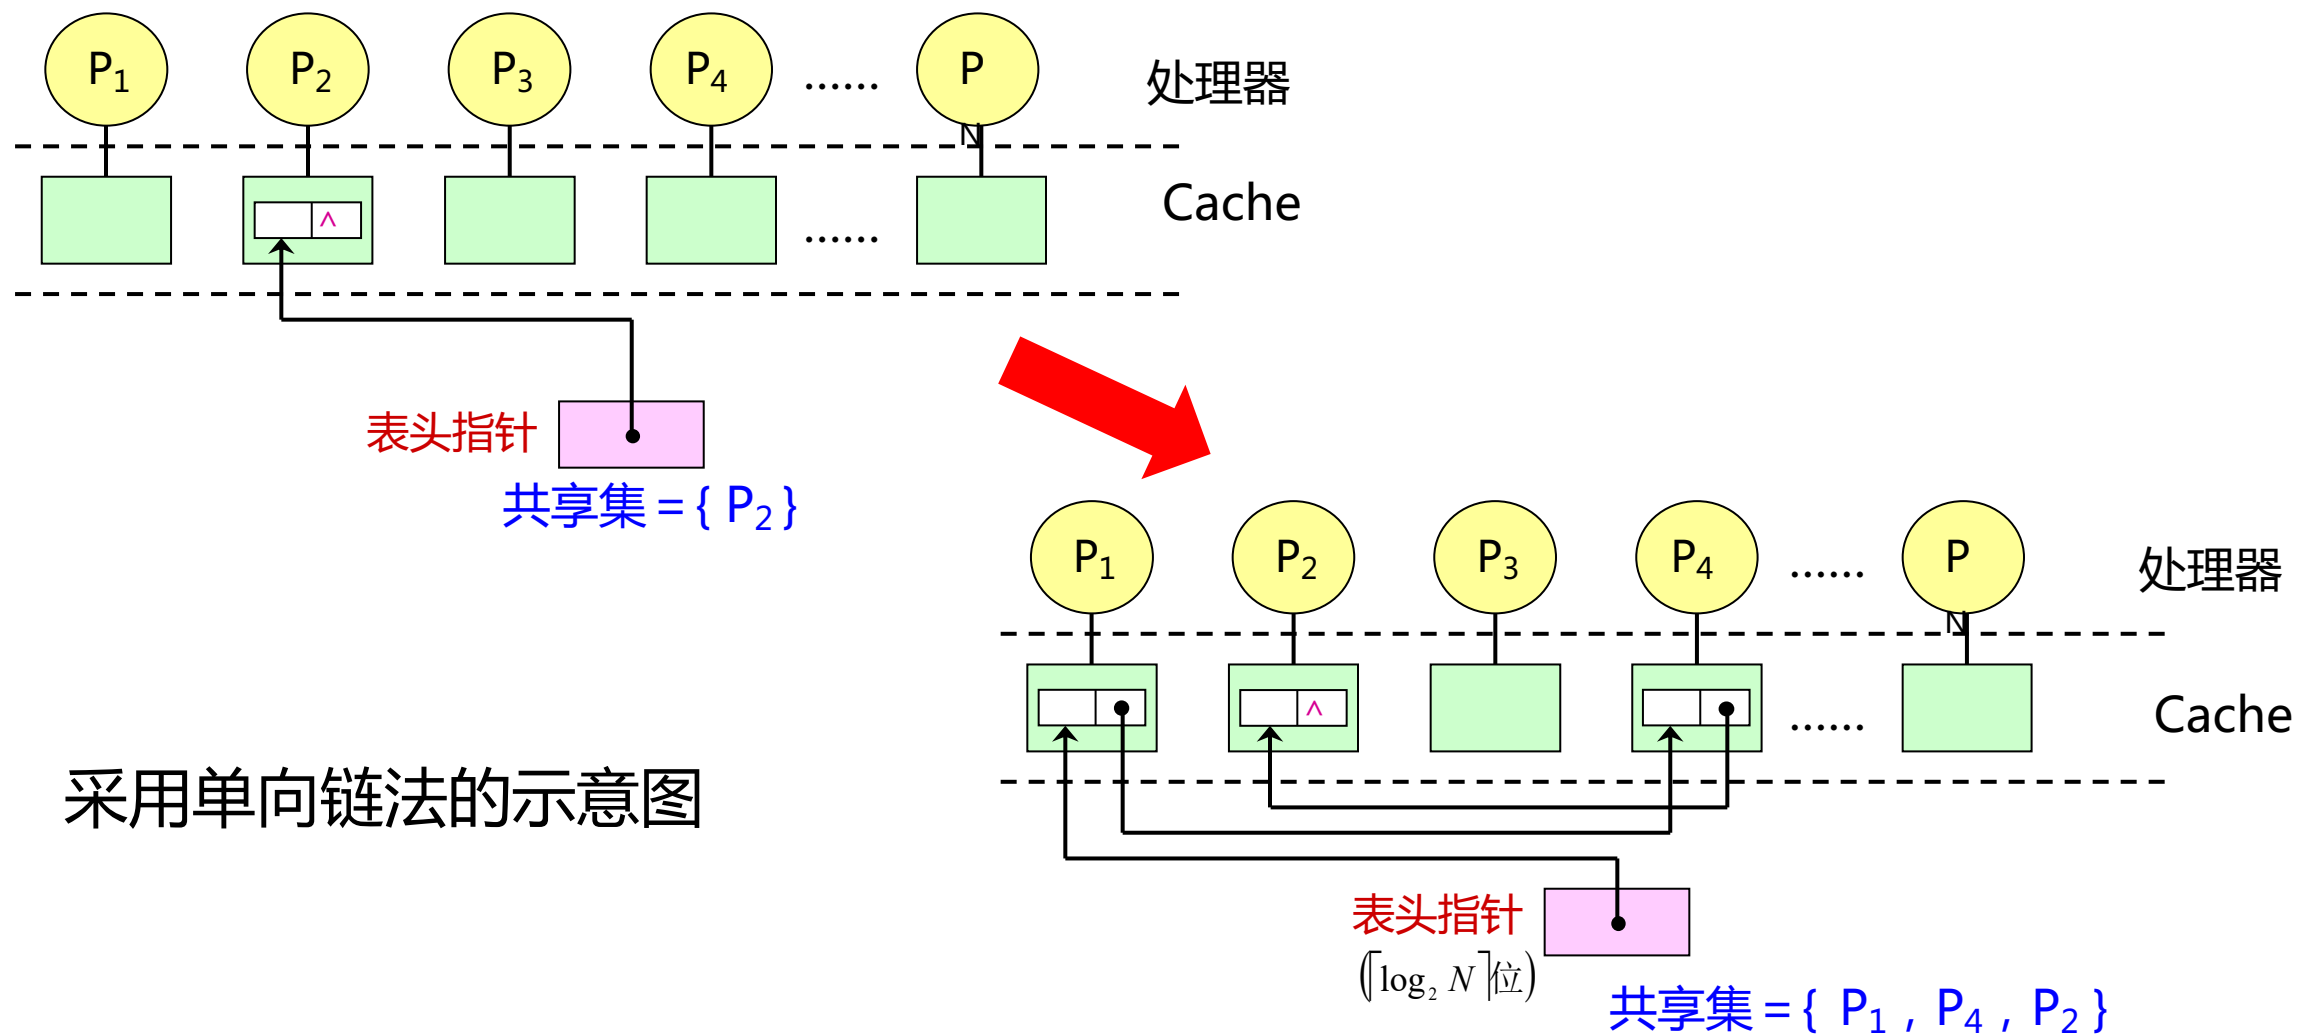 P₁ P₂ P₃ P₄ ...... P N 处理器
^ ...... Cache
表头指针
共享集 = { P₂ }
P₁ P₂ P₃ P₄ ...... P N 处理器
^ ...... Cache
采用单向链法的示意图
表头指针
(⌈log₂ N⌉位)
共享集 = { P₁ , P₄ , P₂ }